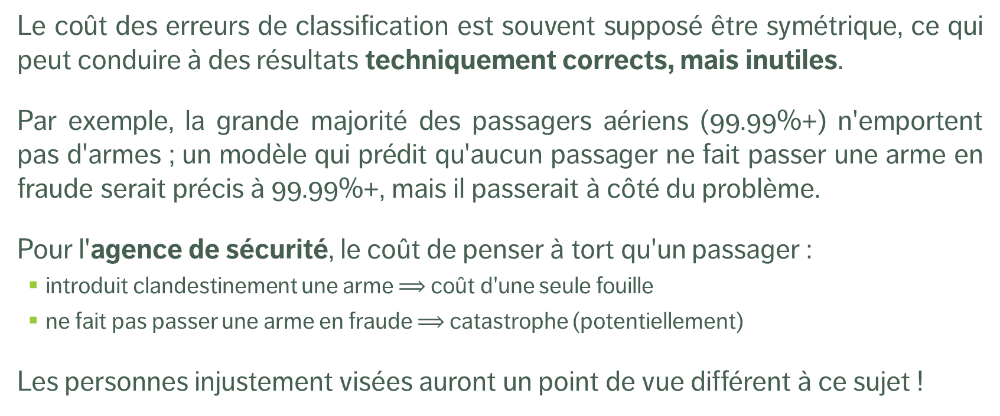 Le coût des erreurs de classification est souvent supposé être symétrique, ce qui
peut conduire à des résultats techniquement corrects, mais inutiles.
Par exemple, la grande majorité des passagers aériens (99.99%+) n'emportent
pas d'armes ; un modèle qui prédit qu'aucun passager ne fait passer une arme en
fraude serait précis à 99.99%+, mais il passerait à côté du problème.
Pour l'agence de sécurité, le coût de penser à tort qu'un passager :
▪ introduit clandestinement une arme ⟹ coût d'une seule fouille
▪ ne fait pas passer une arme en fraude ⟹ catastrophe (potentiellement)
Les personnes injustement visées auront un point de vue différent à ce sujet !